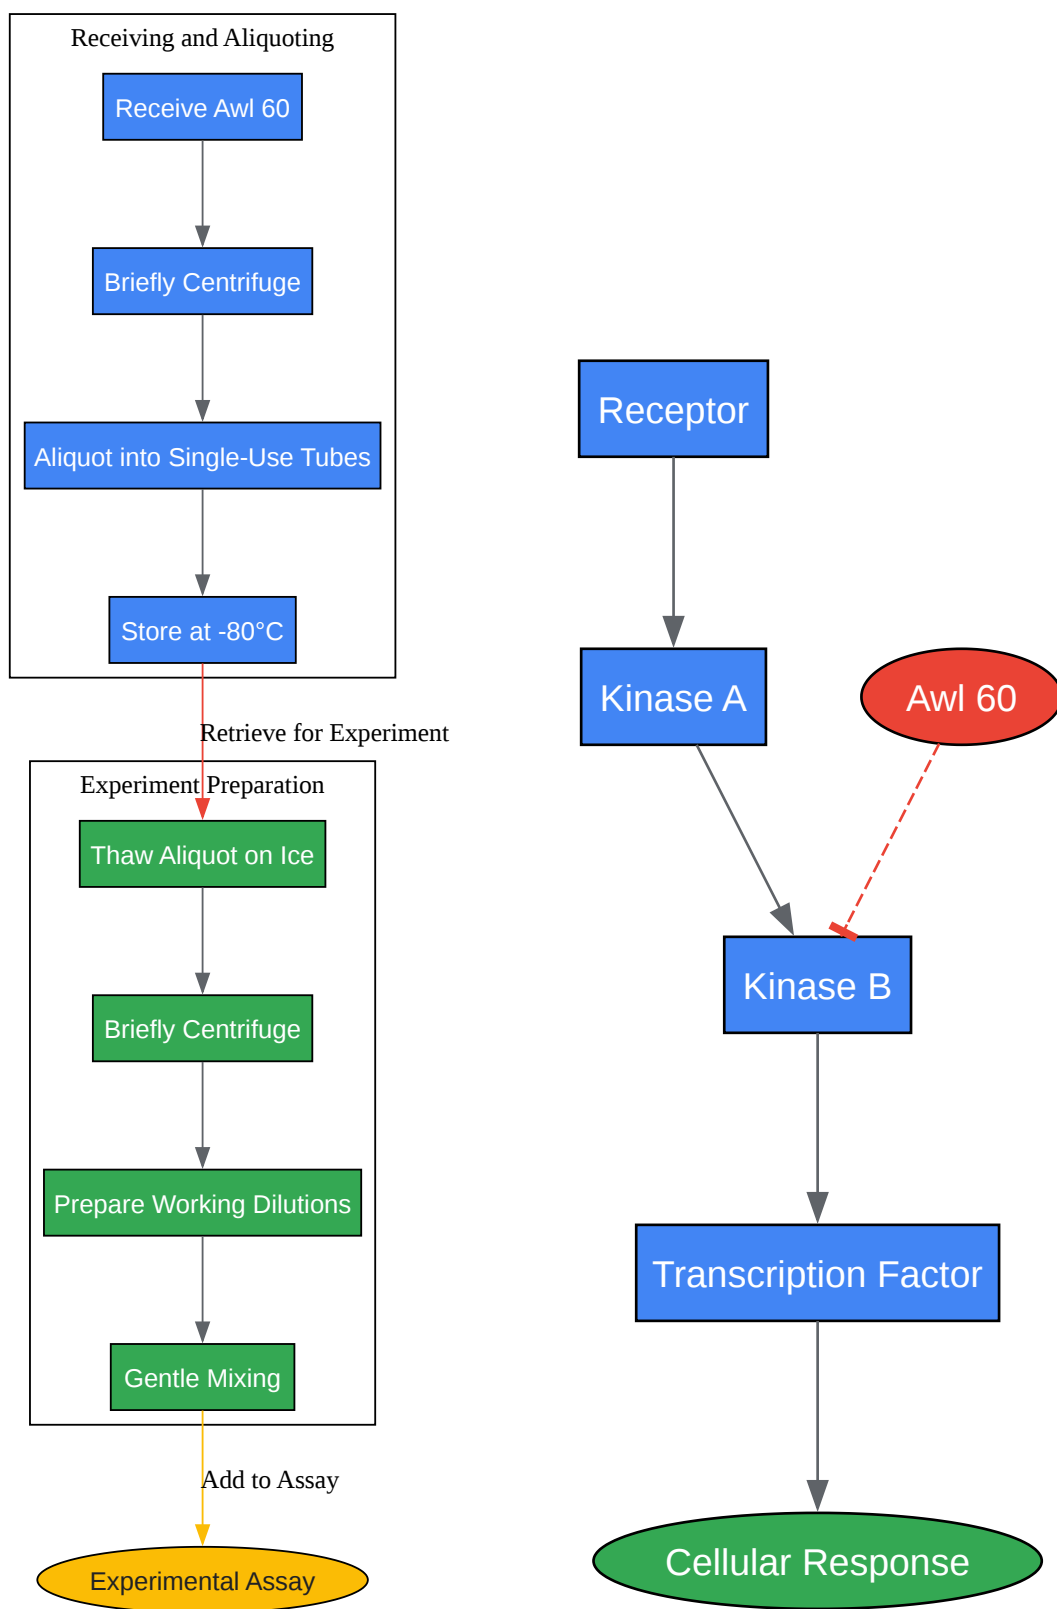 Receiving and Aliquoting
Receive Awl 60
Briefly Centrifuge
Aliquot into Single-Use Tubes
Store at -80°C
Retrieve for Experiment
Experiment Preparation
Thaw Aliquot on Ice
Briefly Centrifuge
Prepare Working Dilutions
Gentle Mixing
Add to Assay
Experimental Assay
Receptor
Kinase A
Awl 60
Kinase B
Transcription Factor
Cellular Response